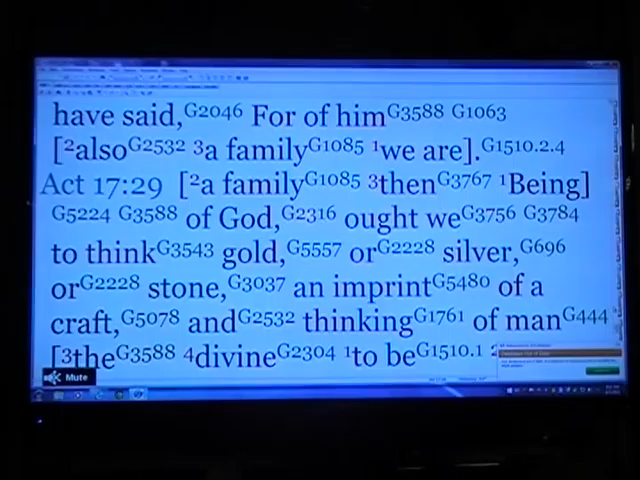 have said,G2046 For of himG3588 G1063
[²alsoG2532 ³a familyG1085 ¹we are].G1510.2.4
Act 17:29 [²a familyG1085 ³thenG3767 ¹Being]
G5224 G3588 of God,G2316 ought weG3756 G3784
to thinkG3543 gold,G5557 orG2228 silver,G696
orG2228 stone,G3037 an imprintG5480 of a
craft,G5078 andG2532 thinkingG1761 of manG444
[³theG3588 ⁴divineG2304 ¹to beG1510.1 2
Mute